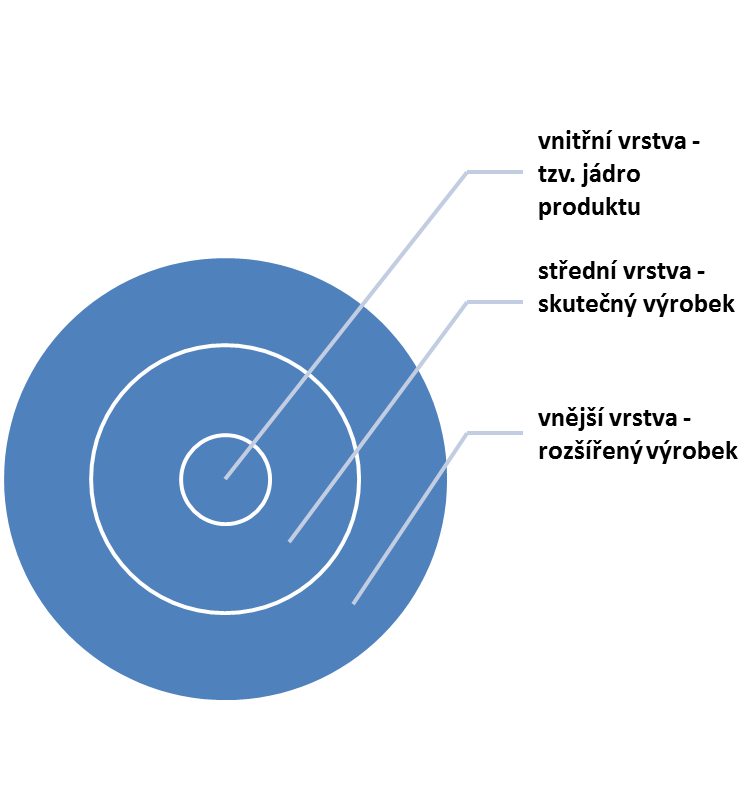 vnitřní vrstva -
tzv. jádro
produktu
střední vrstva -
skutečný výrobek
vnější vrstva -
rozšířený výrobek